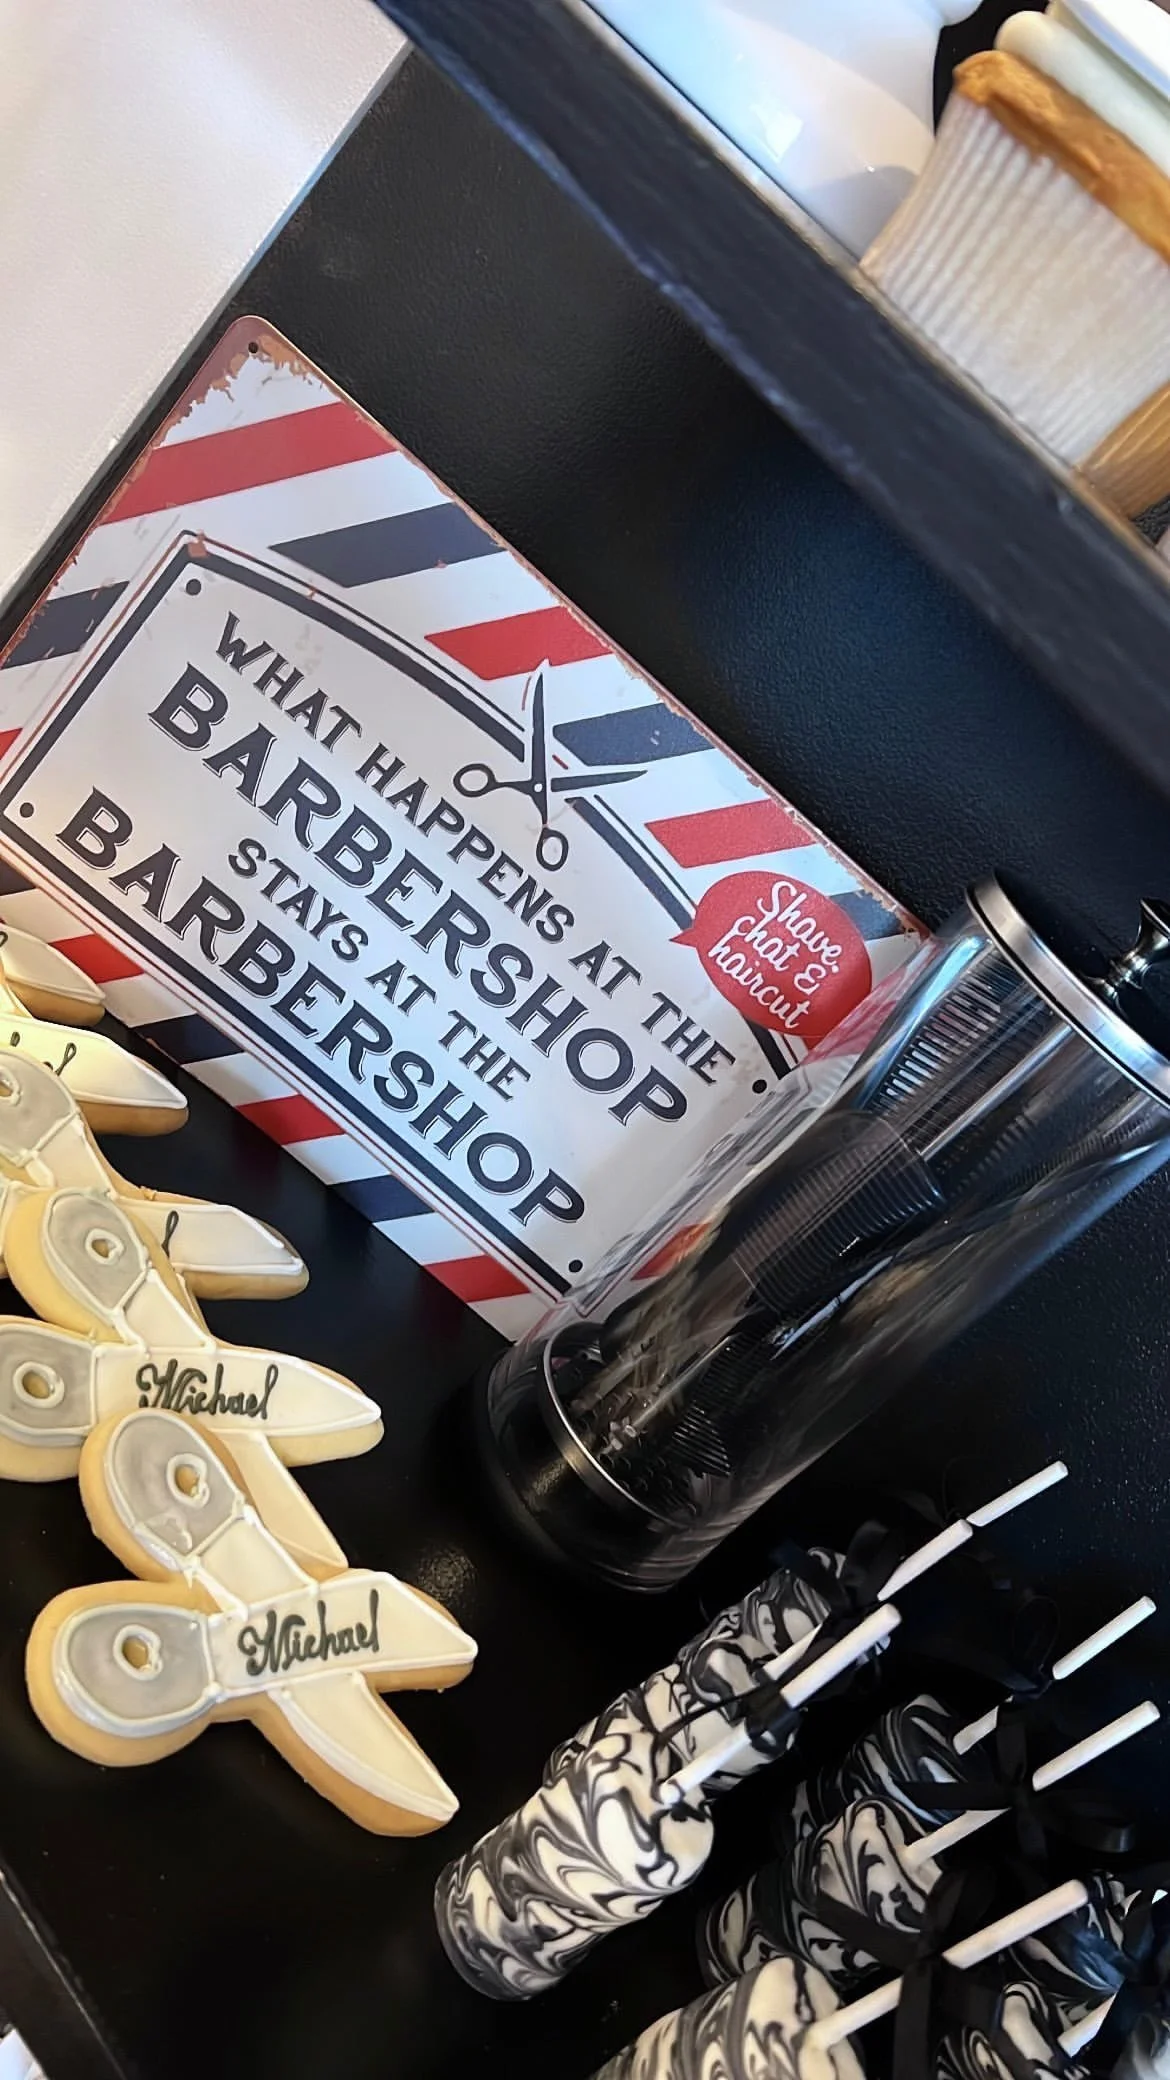 WHAT HAPPENS AT THE
BARBERSHOP
STAYS AT THE
BARBERSHOP
Shave,
Chat &
haircut
Michael
Michael